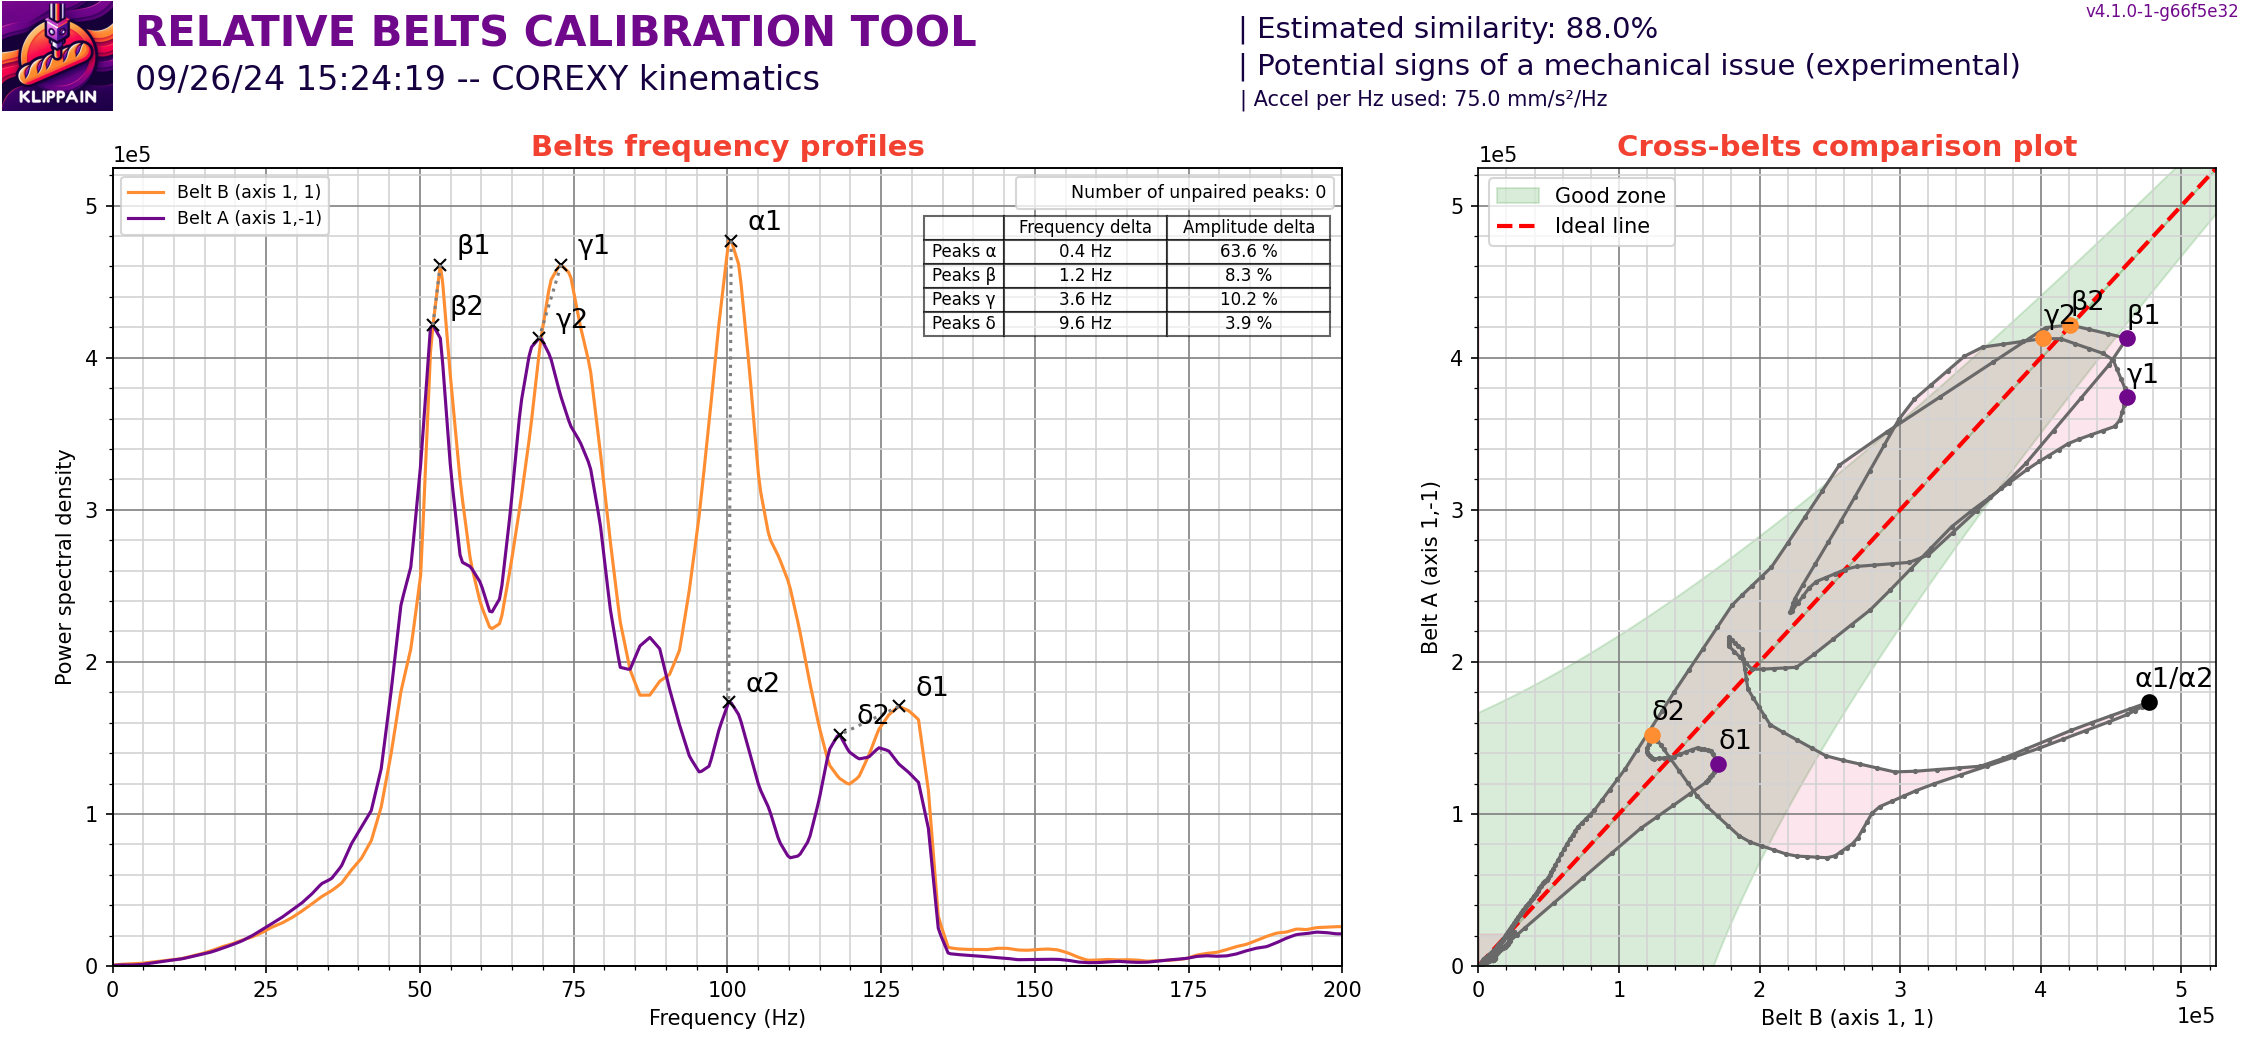 v4.1.0-1-g66f5e32
RELATIVE BELTS CALIBRATION TOOL
09/26/24 15:24:19 -- COREXY kinematics
KLIPPAIN
| Estimated similarity: 88.0%
| Potential signs of a mechanical issue (experimental)
| Accel per Hz used: 75.0 mm/s²/Hz
Belts frequency profiles
1e5
Belt B (axis 1, 1)
Belt A (axis 1,-1)
Number of unpaired peaks: 0
Frequency delta Amplitude delta
Peaks α 0.4 Hz 63.6 %
Peaks β 1.2 Hz 8.3 %
Peaks γ 3.6 Hz 10.2 %
Peaks δ 9.6 Hz 3.9 %
α1
β1
γ1
β2
γ2
α2
δ1
δ2
Power spectral density
5
4
3
2
1
0
0 25 50 75 100 125 150 175 200
Frequency (Hz)
Cross-belts comparison plot
1e5
Good zone
Ideal line
β2
γ2
β1
γ1
α1/α2
δ2
δ1
Belt A (axis 1,-1)
5
4
3
2
1
0
0 1 2 3 4 5
Belt B (axis 1, 1)
1e5